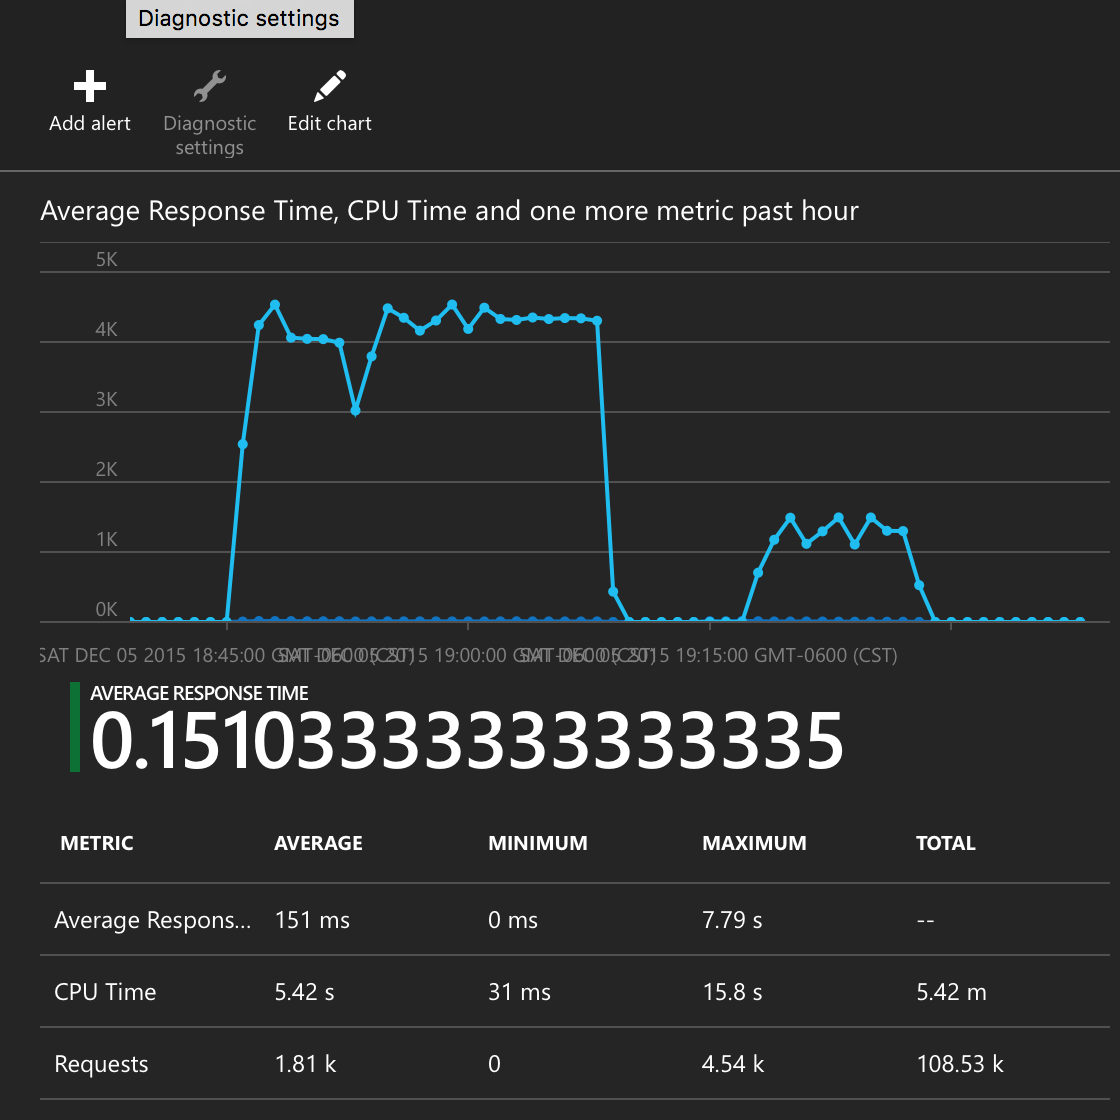 Diagnostic settings
Add alert
Diagnostic
settings
Edit chart
Average Response Time, CPU Time and one more metric past hour
5K
4K
3K
2K
1K
0K
SAT DEC 05 2015 18:45:00 GMT-0600 (CST)
SAT DEC 05 2015 19:00:00 GMT-0600 (CST)
SAT DEC 05 2015 19:15:00 GMT-0600 (CST)
AVERAGE RESPONSE TIME
0.15103333333333335
METRIC AVERAGE MINIMUM MAXIMUM TOTAL
Average Respons... 151 ms 0 ms 7.79 s --
CPU Time 5.42 s 31 ms 15.8 s 5.42 m
Requests 1.81 k 0 4.54 k 108.53 k